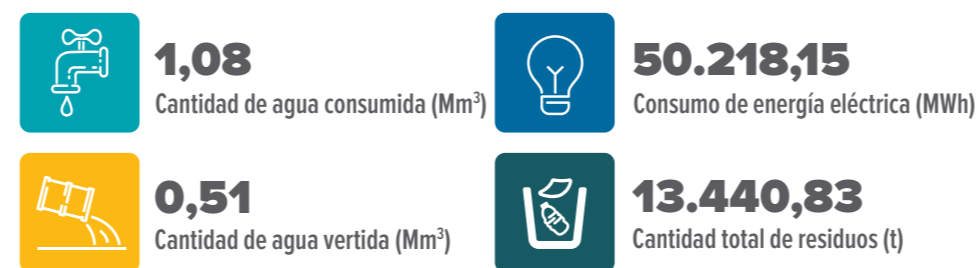 1,08
Cantidad de agua consumida (Mm³)
50.218,15
Consumo de energía eléctrica (MWh)
0,51
Cantidad de agua vertida (Mm³)
13.440,83
Cantidad total de residuos (t)